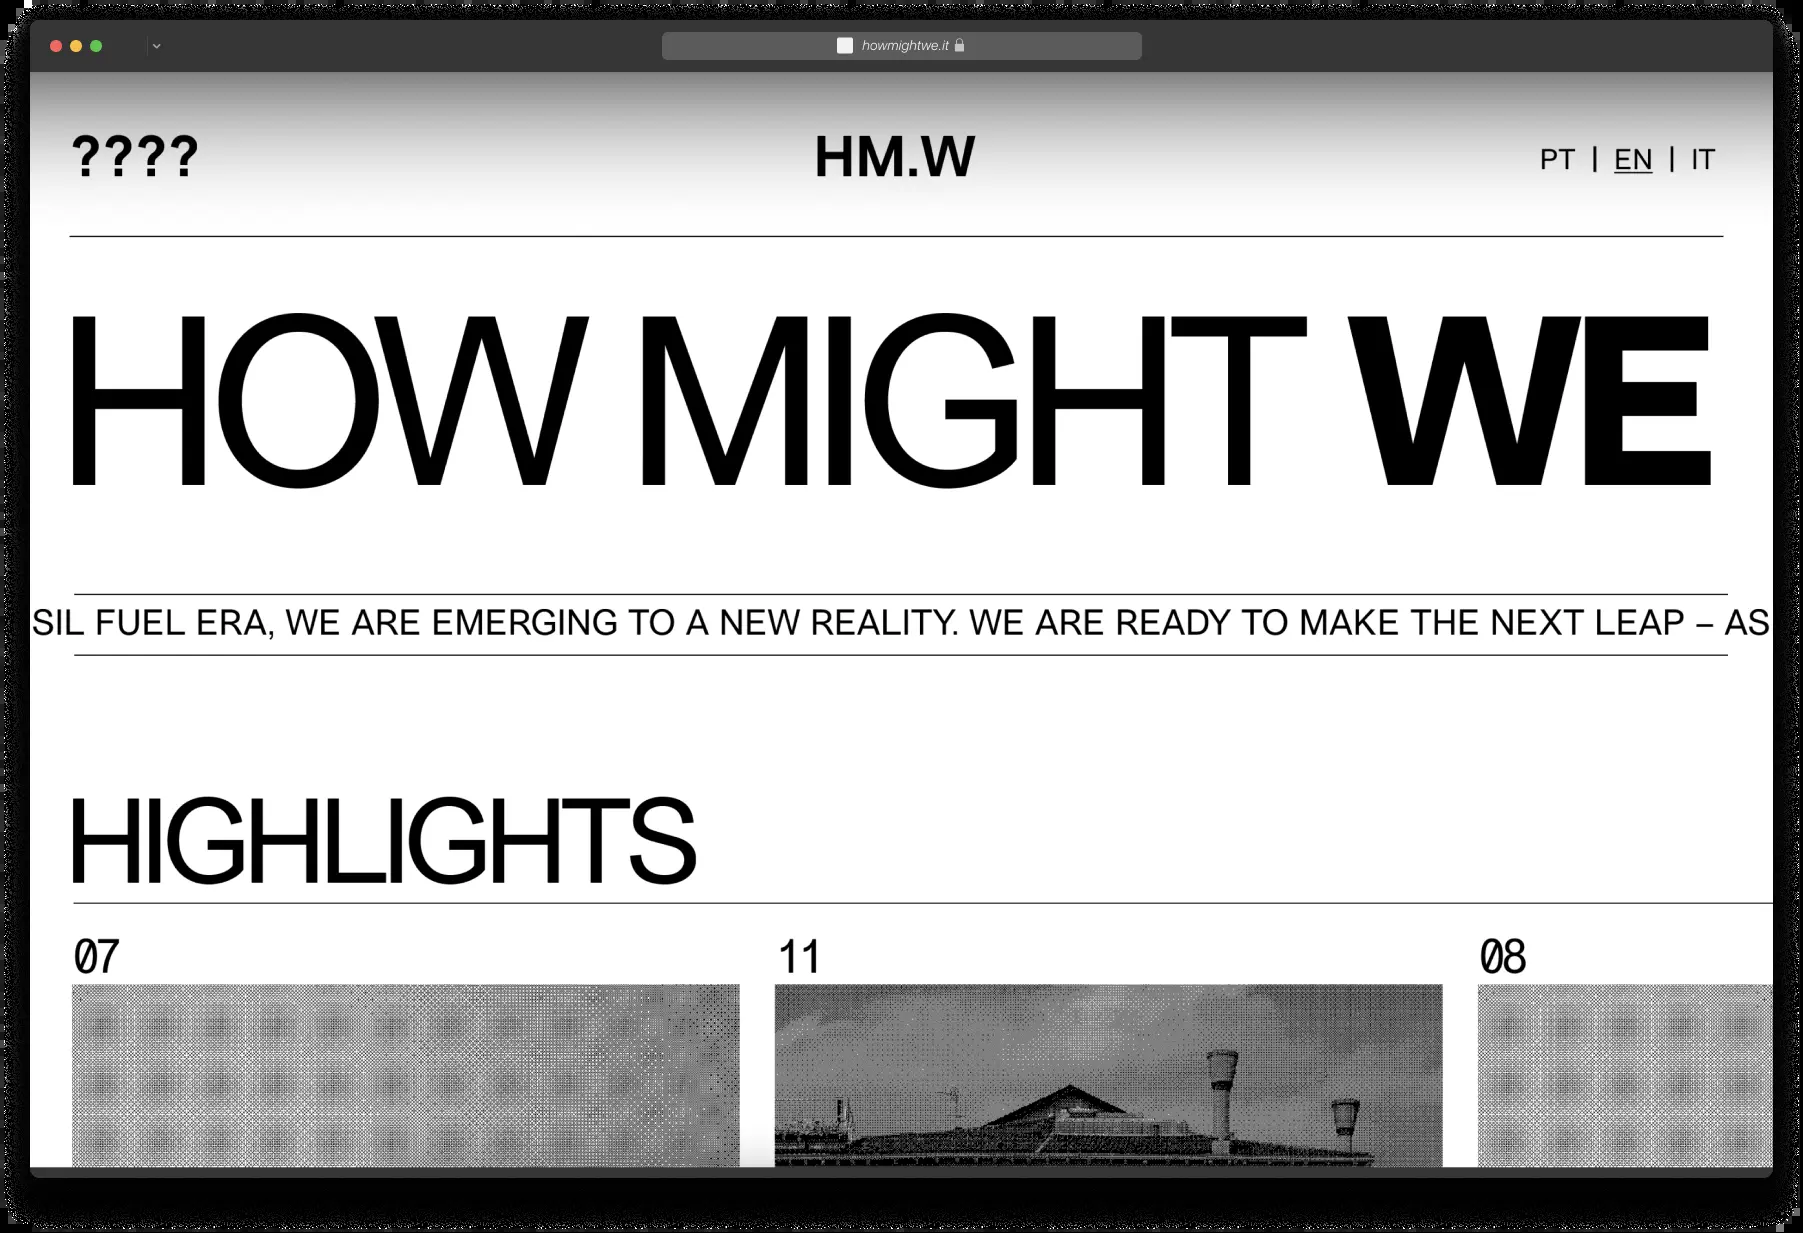 howmightwe.it
???? HM.W PT | EN | IT
HOW MIGHT WE
SIL FUEL ERA, WE ARE EMERGING TO A NEW REALITY. WE ARE READY TO MAKE THE NEXT LEAP – AS
HIGHLIGHTS
07 11 08